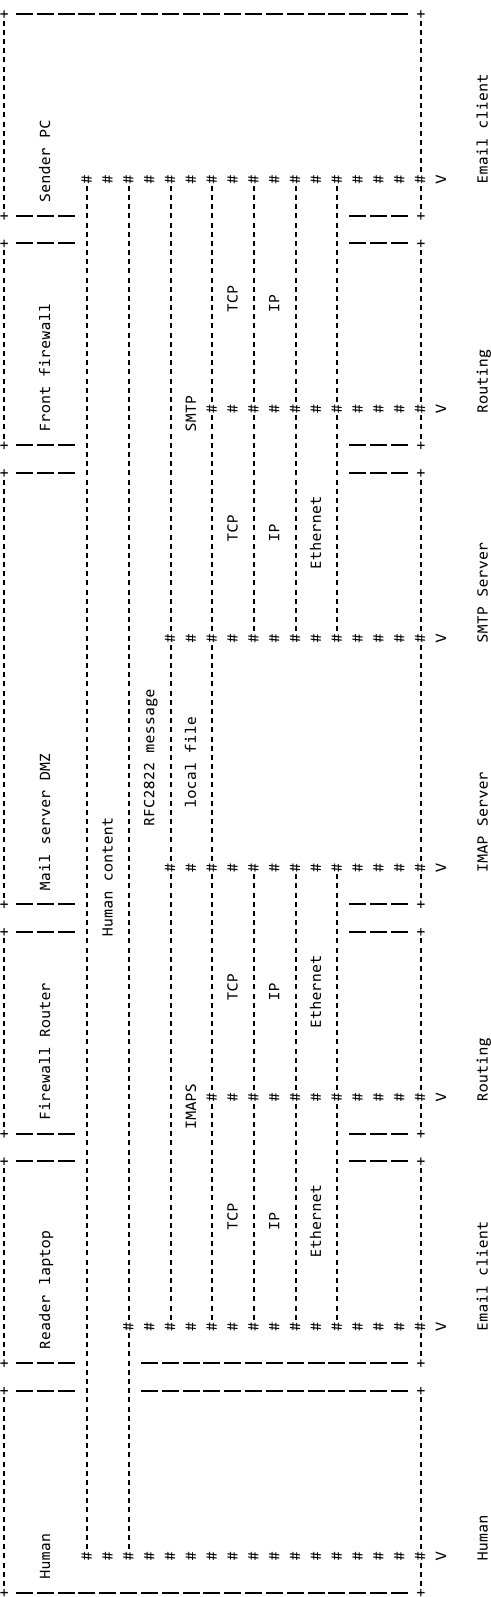 Human Reader laptop Firewall Router Mail server DMZ Front firewall Sender PC
Human content
RFC2822 message
IMAPS local file SMTP
TCP TCP TCP TCP
IP IP IP IP
Ethernet Ethernet Ethernet
Human Email client Routing IMAP Server SMTP Server Routing Email client